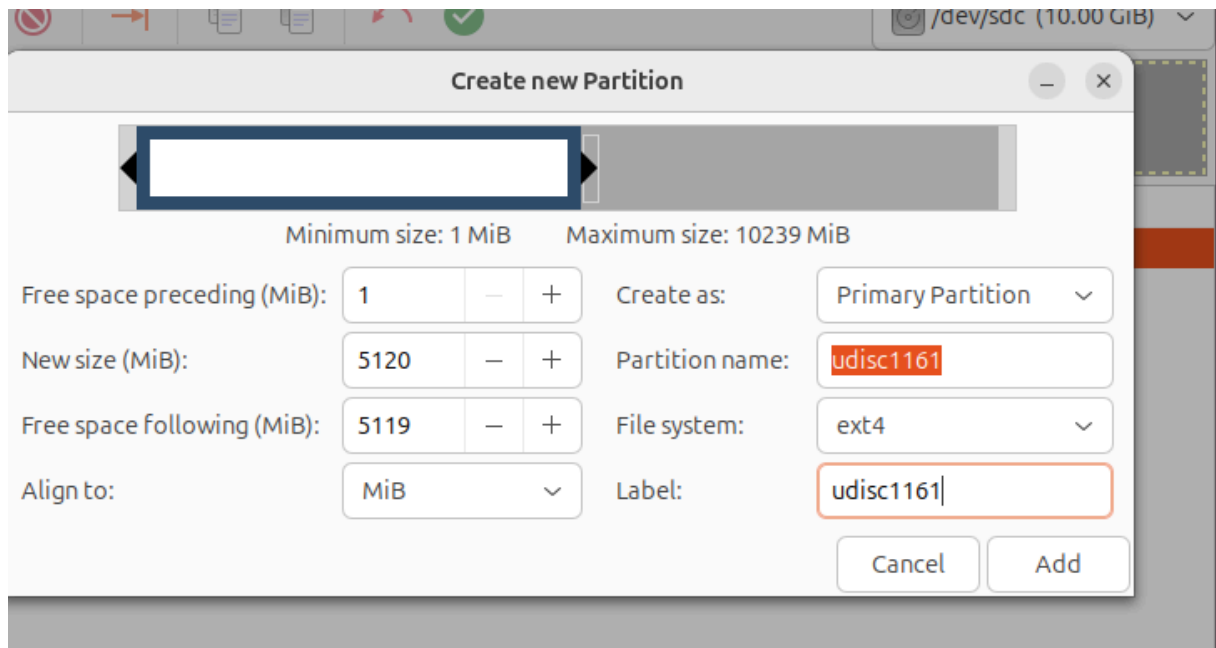 /dev/sdc (10.00 GiB)
Create new Partition
Minimum size: 1 MiB Maximum size: 10239 MiB
Free space preceding (MiB): 1 Create as: Primary Partition
New size (MiB): 5120 Partition name: udisc1161
Free space following (MiB): 5119 File system: ext4
Align to: MiB Label: udisc1161
Cancel Add